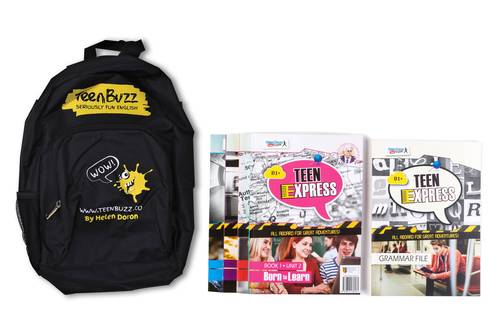 TeenBuzz
SERIOUSLY FUN ENGLISH
WOW!
WWW.TEENBUZZ.CO
By Helen Doron
B1+
TEEN
EXPRESS
ALL ABOARD FOR GREAT ADVENTURES!
BOOK 1 • UNIT 2
Born to Learn
B1+
TEEN
EXPRESS
ALL ABOARD FOR GREAT ADVENTURES!
GRAMMAR FILE